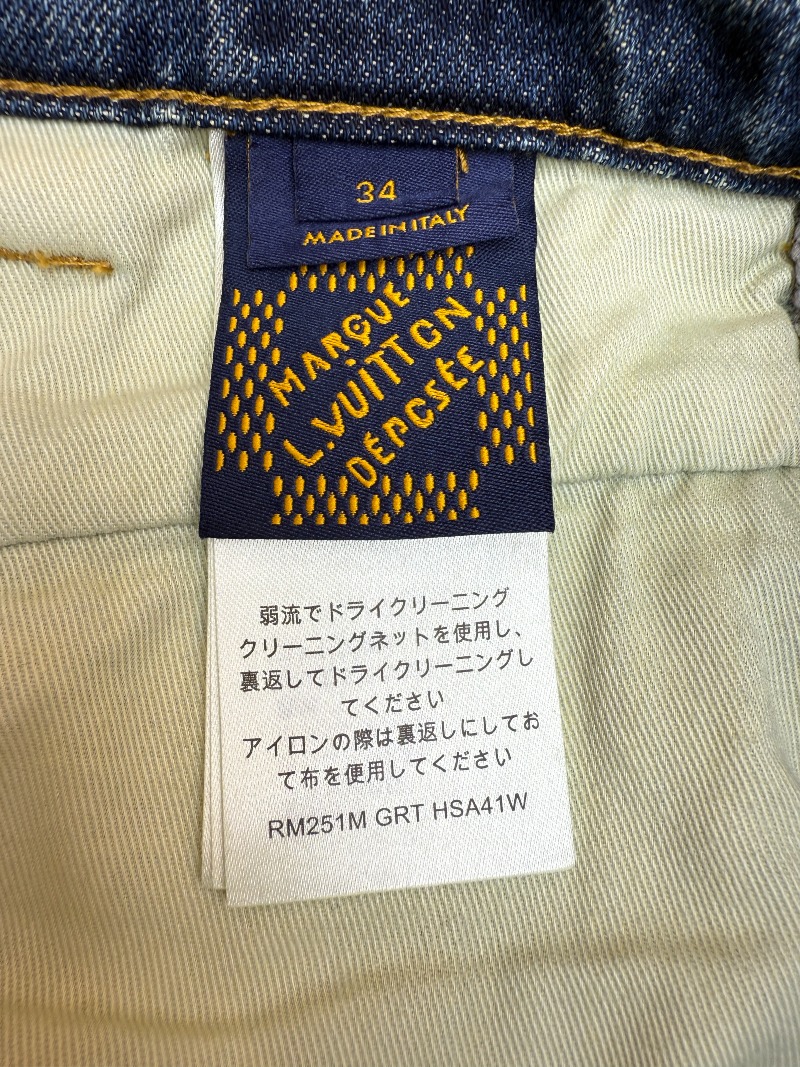 34
MADE IN ITALY
MARQUE
L.VUITTON
DÉPOSÉE
弱流でドライクリーニング
クリーニングネットを使用し、
裏返してドライクリーニングし
てください
アイロンの際は裏返しにしてお
て布を使用してください
RM251M GRT HSA41W